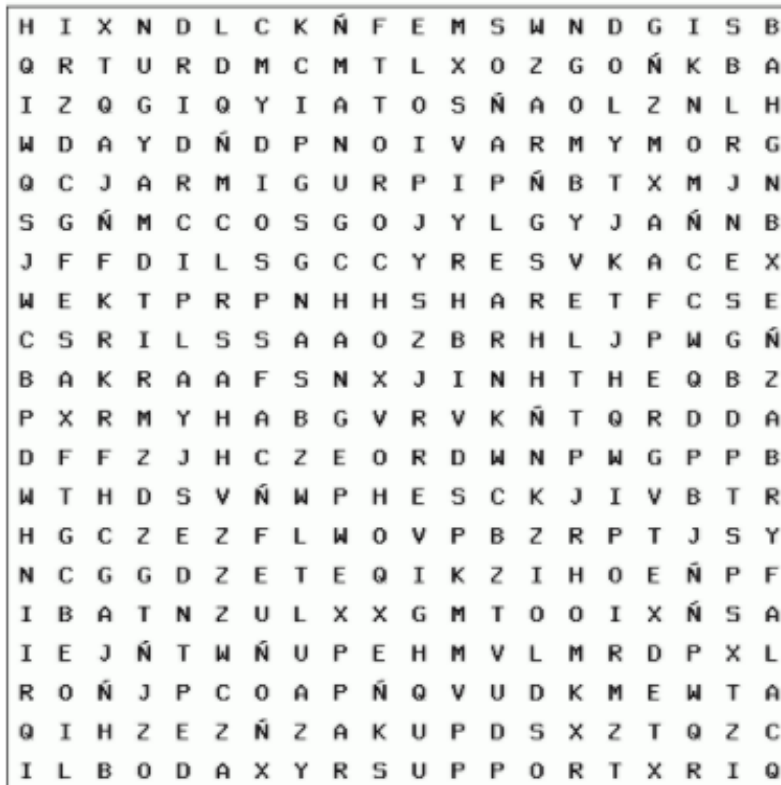 H I X N D L C K Ñ F E M S W N D G I S B
Q R T U R D M C M T L X O Z G O Ñ K B A
I Z Q G I Q Y I A T O S Ñ A O L Z N L H
W D A Y D Ñ D P N O I V A R M Y M O R G
Q C J A R M I G U R P I P Ñ B T X M J N
S G Ñ M C C O S G O J Y L G Y J A Ñ N B
J F F D I L S G C C Y R E S V K A C E X
W E K T P R P N H H S H A R E T F C S E
C S R I L S S A A O Z B R H L J P W G Ñ
B A K R A A F S N X J I N H T H E Q B Z
P X R M Y H A B G V R V K Ñ T Q R D D A
D F F Z J H C Z E O R D W N P W G P P B
W T H D S V Ñ W P H E S C K J I V B T R
H G C Z E Z F L W O V P B Z R P T J S Y
N C G G D Z E T E Q I K Z I H O E Ñ P F
I B A T N Z U L X X G M T O O I X Ñ S A
I E J Ñ T W Ñ U P E H M V L M R D P X L
R O Ñ J P C O A P Ñ Q V U D K M E W T A
Q I H Z E Z Ñ Z A K U P D S X Z T Q Z C
I L B O D A X Y R S U P P O R T X R I Q